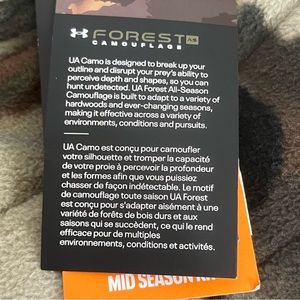 FOREST AS
CAMOUFLAGE
UA Camo is designed to break up your
outline and disrupt your prey's ability to
perceive depth and shapes, so you can
hunt undetected. UA Forest All-Season
Camouflage is built to adapt to a variety of
hardwoods and ever-changing seasons,
making it effective across a variety of
environments, conditions and pursuits.
UA Camo est conçu pour camoufler
votre silhouette et tromper la capacité
de votre proie à percevoir la profondeur
et les formes afin que vous puissiez
chasser de façon indétectable. Le motif
de camouflage toute saison UA Forest
est conçu pour s'adapter aisément à une
variété de forêts de bois durs et aux
saisons qui se succèdent, ce qui le rend
efficace pour de multiples
environnements, conditions et activités.
MID SEASON